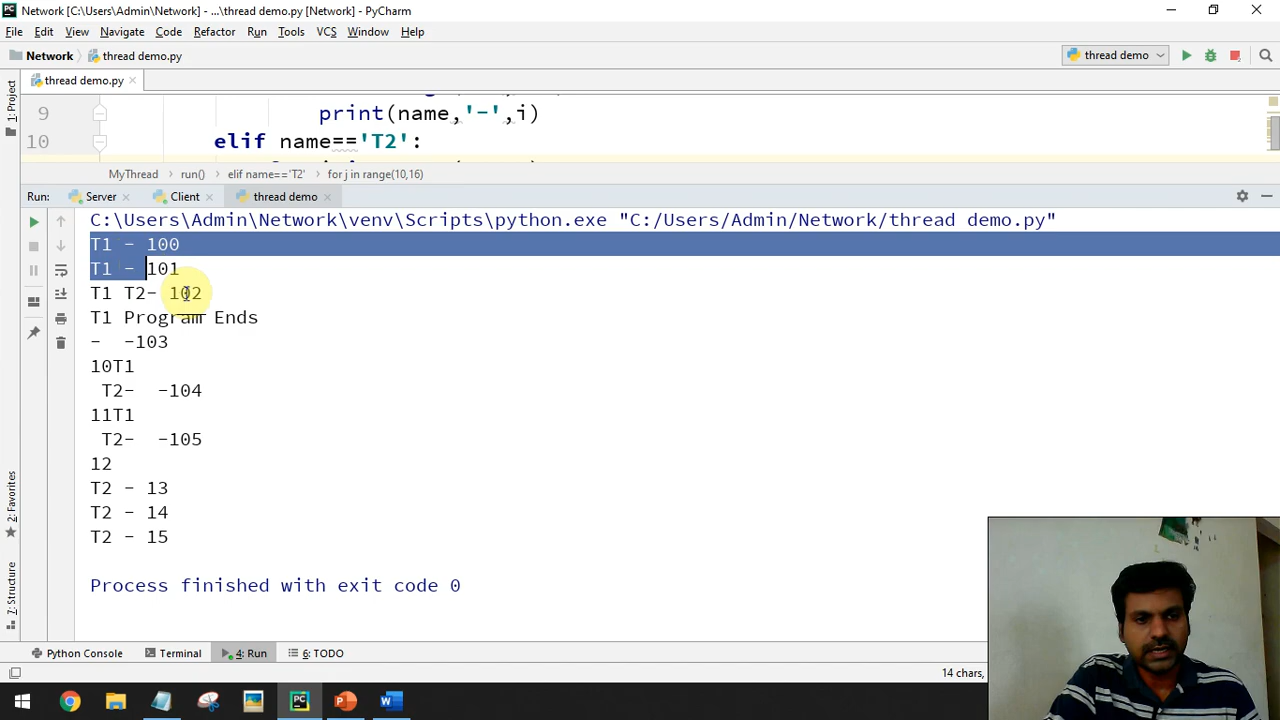 Network [C:\Users\Admin\Network] - ...\thread demo.py [Network] - PyCharm
File Edit View Navigate Code Refactor Run Tools VCS Window Help
Network thread demo.py thread demo
thread demo.py
1: Project
9 print(name,'-',i)
10 elif name=='T2':
MyThread run() elif name=='T2' for j in range(10,16)
Run: Server Client thread demo
C:\Users\Admin\Network\venv\Scripts\python.exe "C:/Users/Admin/Network/thread demo.py"
T1 - 100
T1 - 101
T1 T2- 102
T1 Program Ends
-  -103
10T1
 T2-  -104
11T1
 T2-  -105
12
T2 - 13
T2 - 14
T2 - 15
Process finished with exit code 0
2: Favorites
7: Structure
Python Console Terminal 4: Run 6: TODO
14 chars,